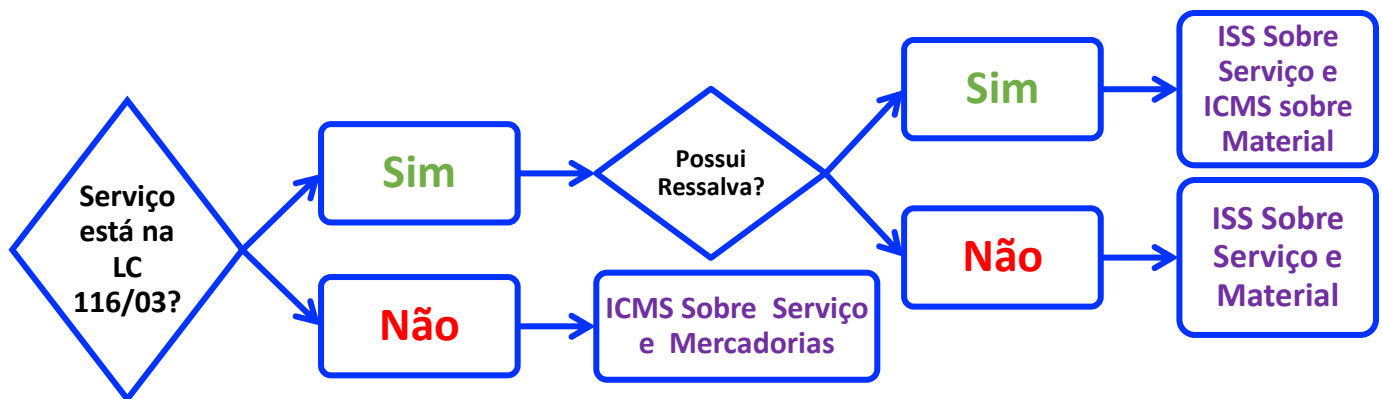 Serviço
está na
LC
116/03?
Sim
Não
ICMS Sobre Serviço
e Mercadorias
Possui
Ressalva?
Sim
ISS Sobre
Serviço e
ICMS sobre
Material
Não
ISS Sobre
Serviço e
Material